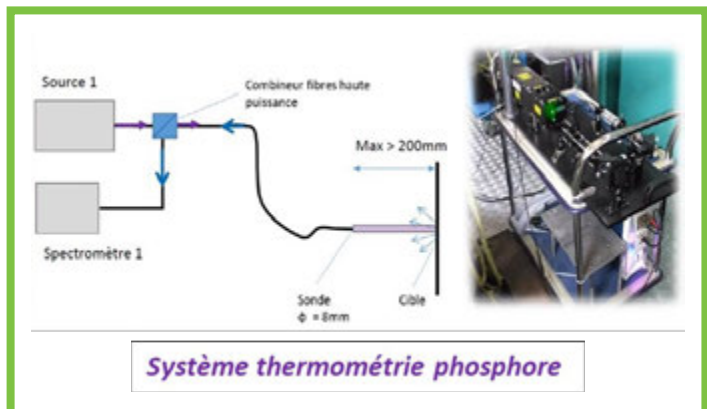 Source 1
Combineur fibres haute
puissance
Max > 200mm
Spectromètre 1
Sonde
ϕ = 8mm
Cible
Système thermométrie phosphore